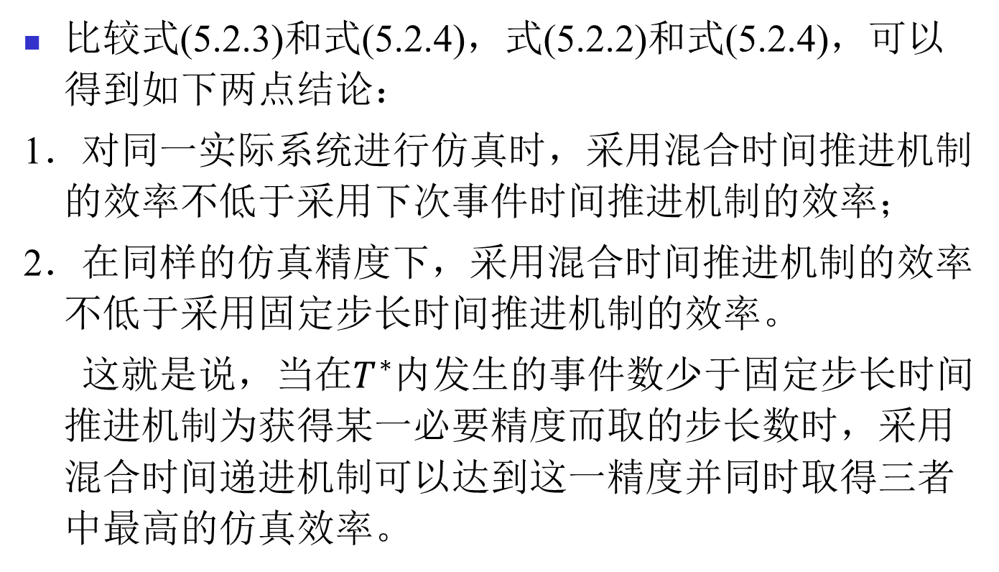 比较式(5.2.3)和式(5.2.4)，式(5.2.2)和式(5.2.4)，可以
得到如下两点结论：
1．对同一实际系统进行仿真时，采用混合时间推进机制
的效率不低于采用下次事件时间推进机制的效率；
2．在同样的仿真精度下，采用混合时间推进机制的效率
不低于采用固定步长时间推进机制的效率。
这就是说，当在T*内发生的事件数少于固定步长时间
推进机制为获得某一必要精度而取的步长数时，采用
混合时间递进机制可以达到这一精度并同时取得三者
中最高的仿真效率。